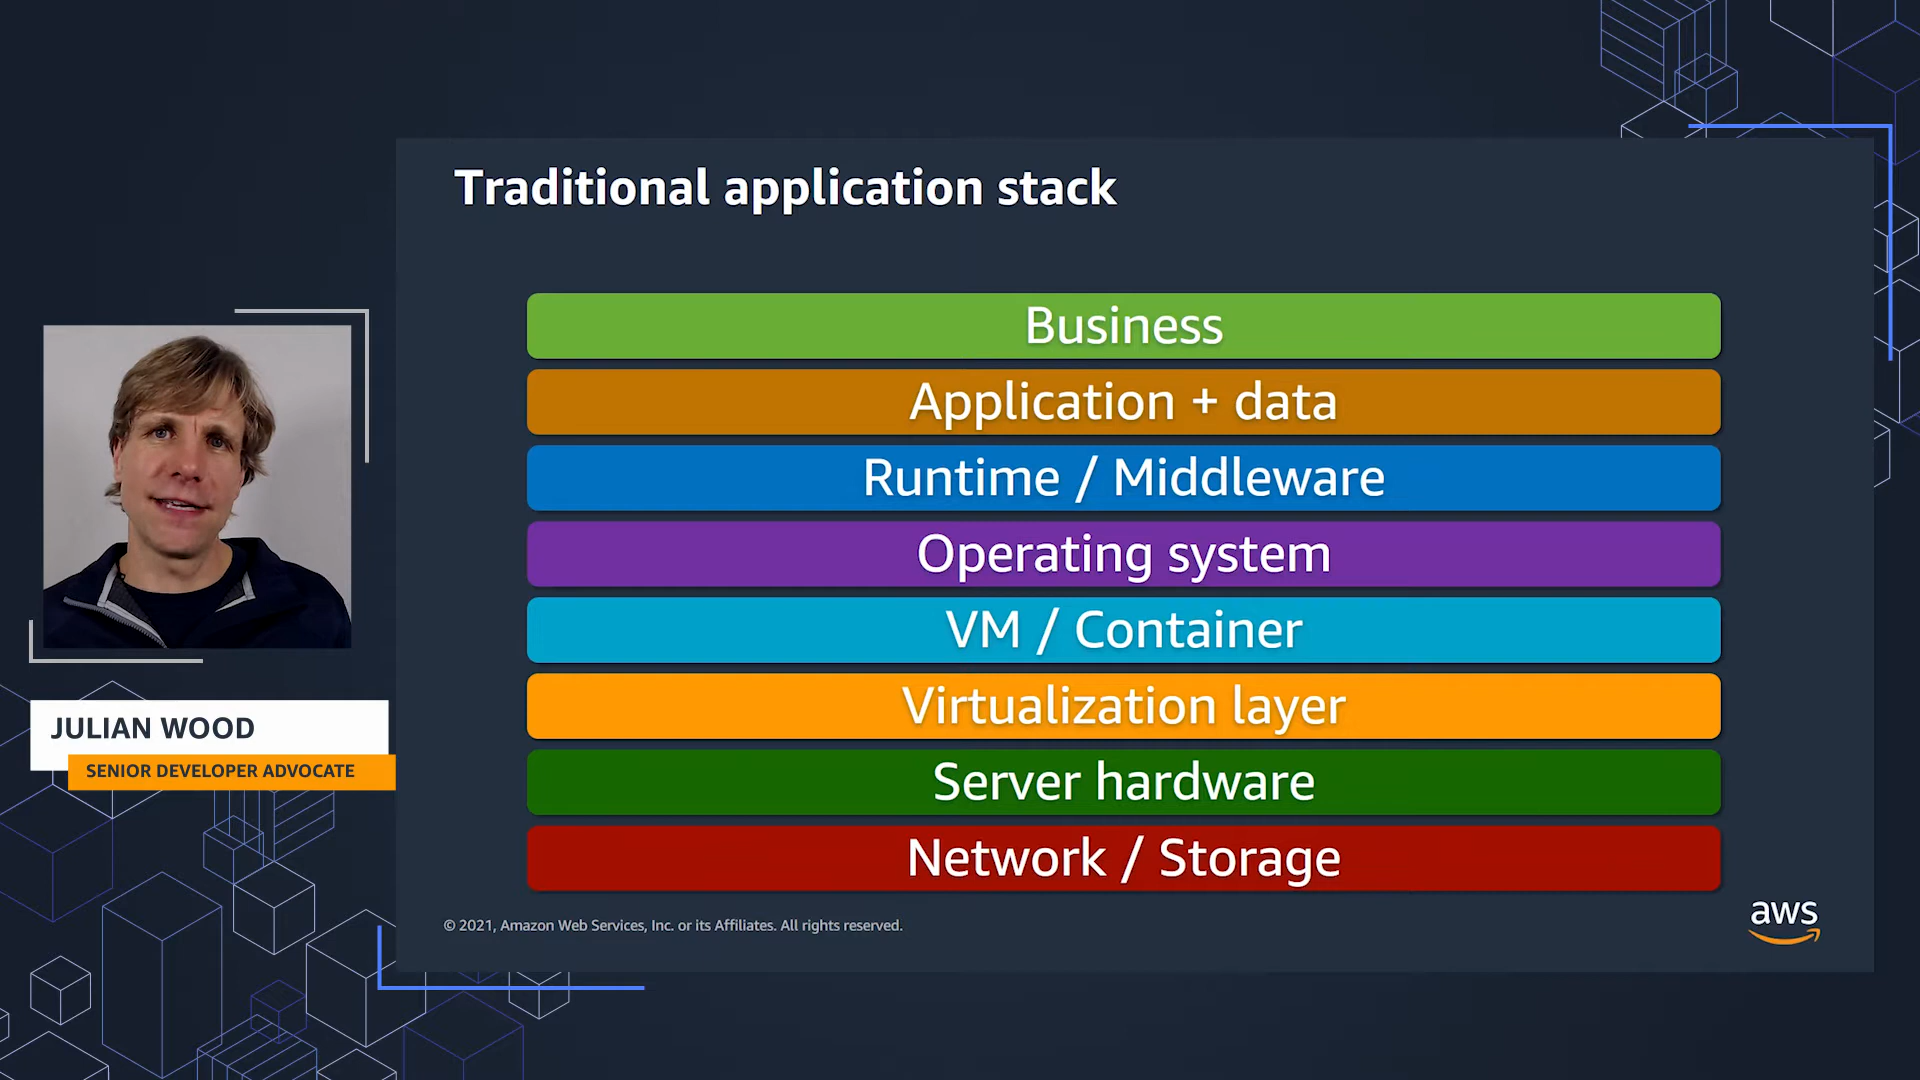 Traditional application stack
Business
Application + data
Runtime / Middleware
Operating system
VM / Container
Virtualization layer
Server hardware
Network / Storage
JULIAN WOOD
SENIOR DEVELOPER ADVOCATE
© 2021, Amazon Web Services, Inc. or its Affiliates. All rights reserved.
aws